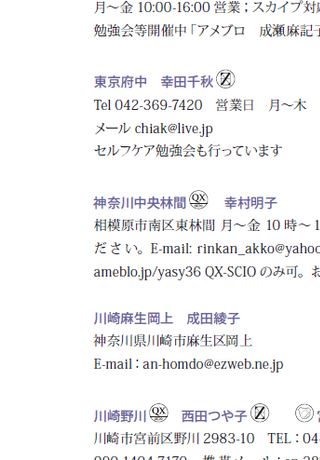 月〜金 10:00-16:00 営業；スカイプ対
勉強会等開催中「アメブロ　成瀬麻記
東京府中　幸田千秋 Z
Tel 042-369-7420　営業日　月〜木
メール chiak@live.jp
セルフケア勉強会も行っています
神奈川中央林間 QX　幸村明子
相模原市南区東林間 月〜金 10 時〜1
ださい。E-mail: rinkan_akko@yahoo
ameblo.jp/yasy36 QX-SCIO のみ可。お
川崎麻生岡上　成田綾子
神奈川県川崎市麻生区岡上
E-mail：an-homdo@ezweb.ne.jp
川崎野川 QX　西田つや子 Z
川崎市宮前区野川 2983-10　TEL：04